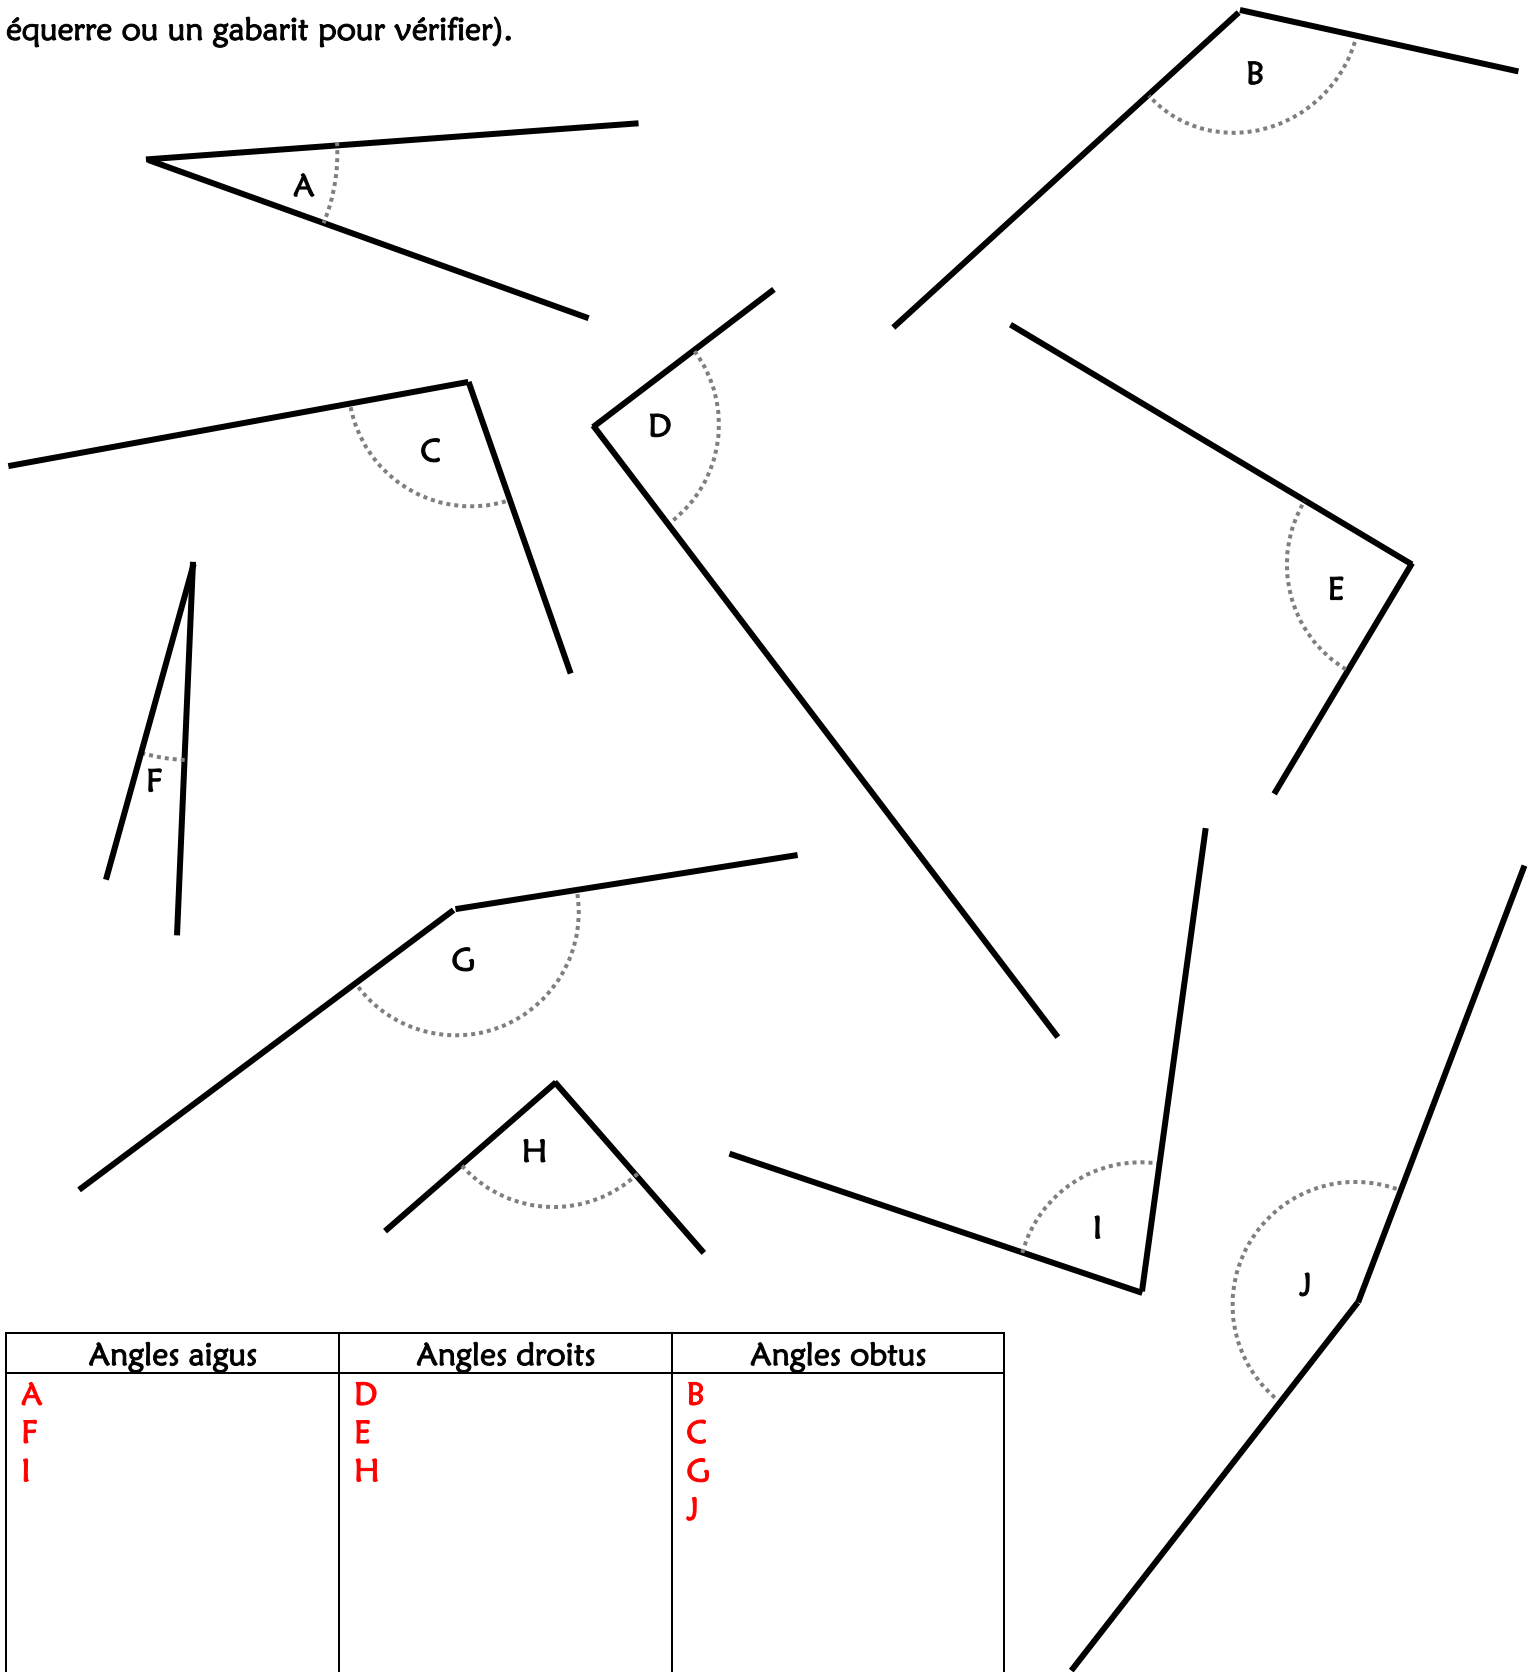 équerre ou un gabarit pour vérifier).
B
A
D
C
E
F
G
H
I
J
Angles aigus Angles droits Angles obtus
A D B
F E C
I H G
J